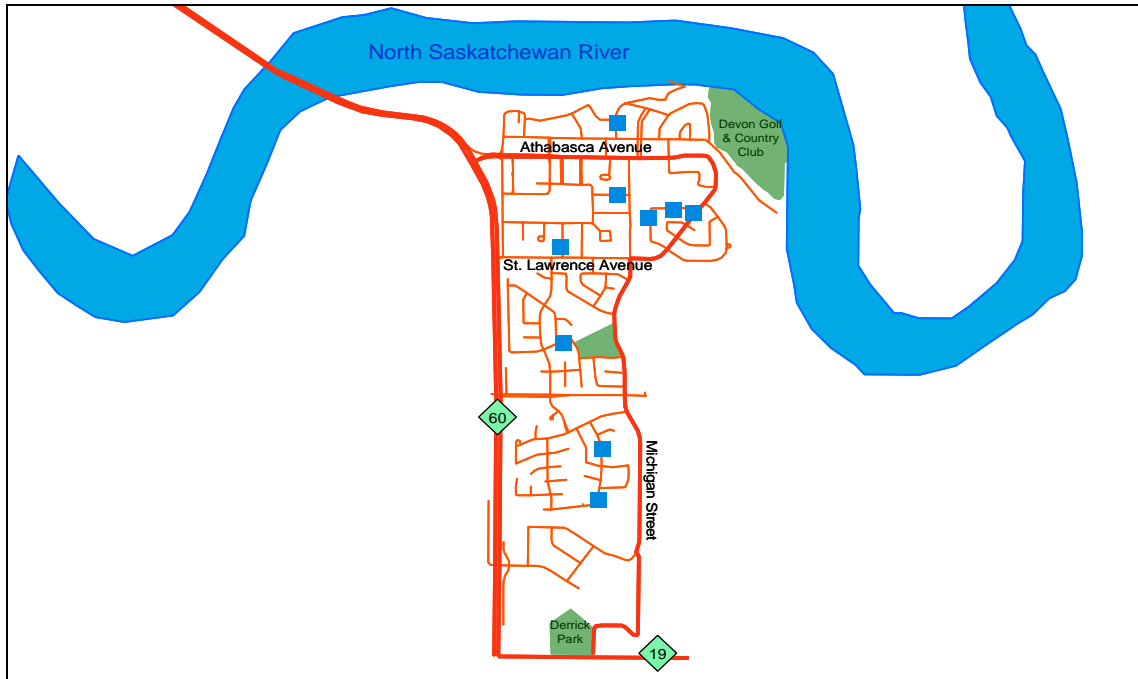 North Saskatchewan River
Devon Golf
& Country
Club
Athabasca Avenue
St. Lawrence Avenue
60
Michigan Street
Derrick
Park
19